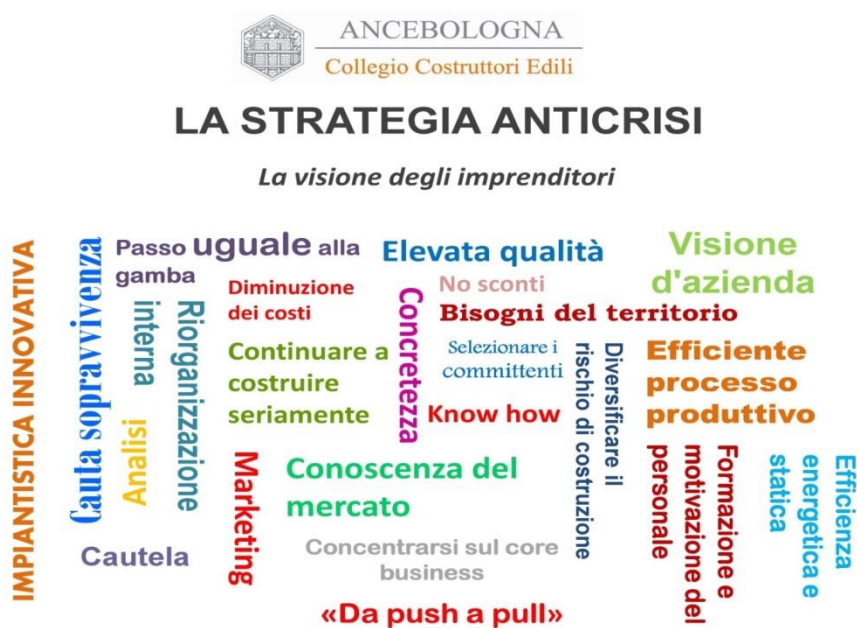 ANCEBOLOGNA
Collegio Costruttori Edili
LA STRATEGIA ANTICRISI
La visione degli imprenditori
IMPIANTISTICA INNOVATIVA
Cauta sopravvivenza
Passo uguale alla
gamba
Elevata qualità
Visione
d'azienda
Riorganizzazione
interna
Diminuzione
dei costi
Concretezza
No sconti
Bisogni del territorio
Continuare a
costruire
seriamente
Selezionare i
committenti
Diversificare il
rischio di costruzione
Efficiente
processo
produttivo
Analisi
Know how
Marketing
Conoscenza del
mercato
Formazione e
motivazione del
personale
Efficienza
energetica e
statica
Cautela
Concentrarsi sul core
business
«Da push a pull»